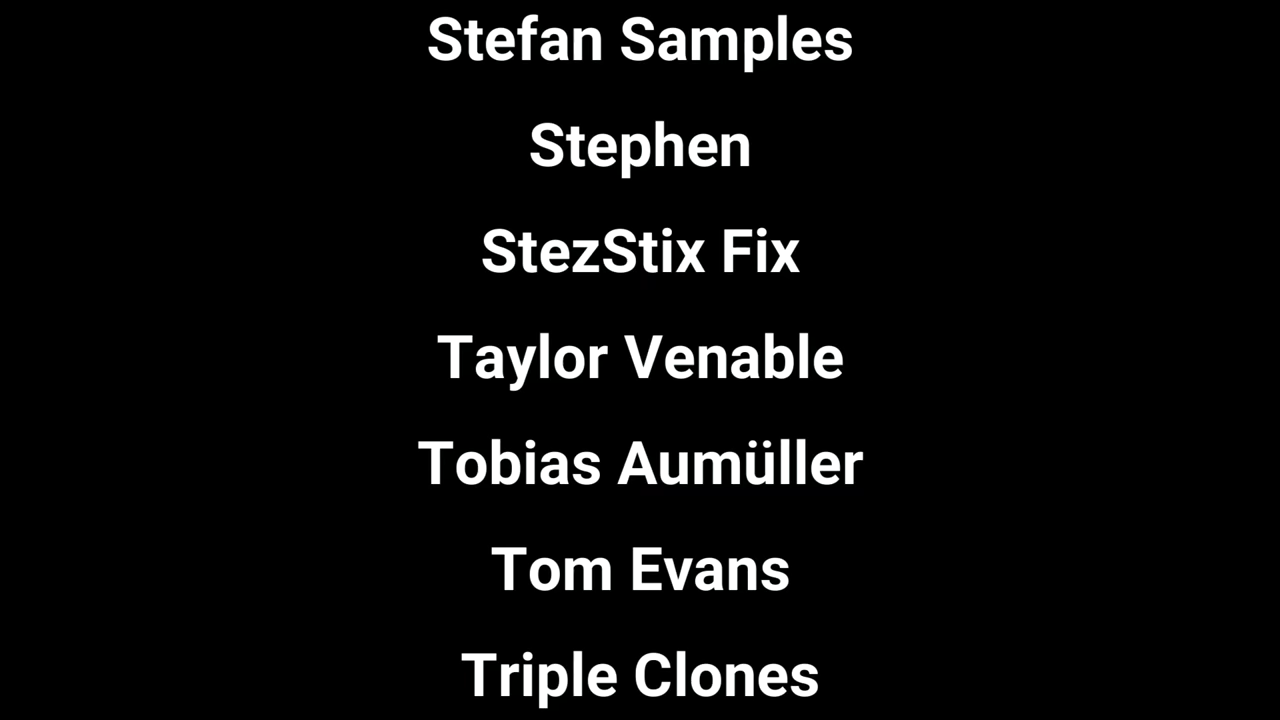 Stefan Samples
Stephen
StezStix Fix
Taylor Venable
Tobias Aumüller
Tom Evans
Triple Clones